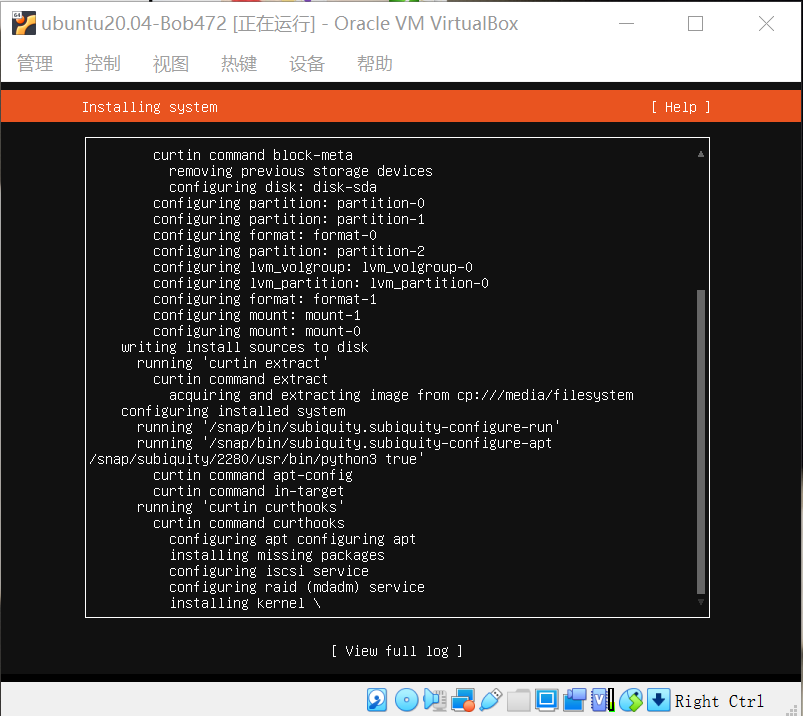 ubuntu20.04-Bob472 [正在运行] - Oracle VM VirtualBox
管理 控制 视图 热键 设备 帮助
Installing system [ Help ]
curtin command block-meta
removing previous storage devices
configuring disk: disk-sda
configuring partition: partition-0
configuring partition: partition-1
configuring format: format-0
configuring partition: partition-2
configuring lvm_volgroup: lvm_volgroup-0
configuring lvm_partition: lvm_partition-0
configuring format: format-1
configuring mount: mount-1
configuring mount: mount-0
writing install sources to disk
running 'curtin extract'
curtin command extract
acquiring and extracting image from cp:///media/filesystem
configuring installed system
running '/snap/bin/subiquity.subiquity-configure-run'
running '/snap/bin/subiquity.subiquity-configure-apt
/snap/subiquity/2280/usr/bin/python3 true'
curtin command apt-config
curtin command in-target
running 'curtin curthooks'
curtin command curthooks
configuring apt configuring apt
installing missing packages
configuring iscsi service
configuring raid (mdadm) service
installing kernel \
[ View full log ]
Right Ctrl